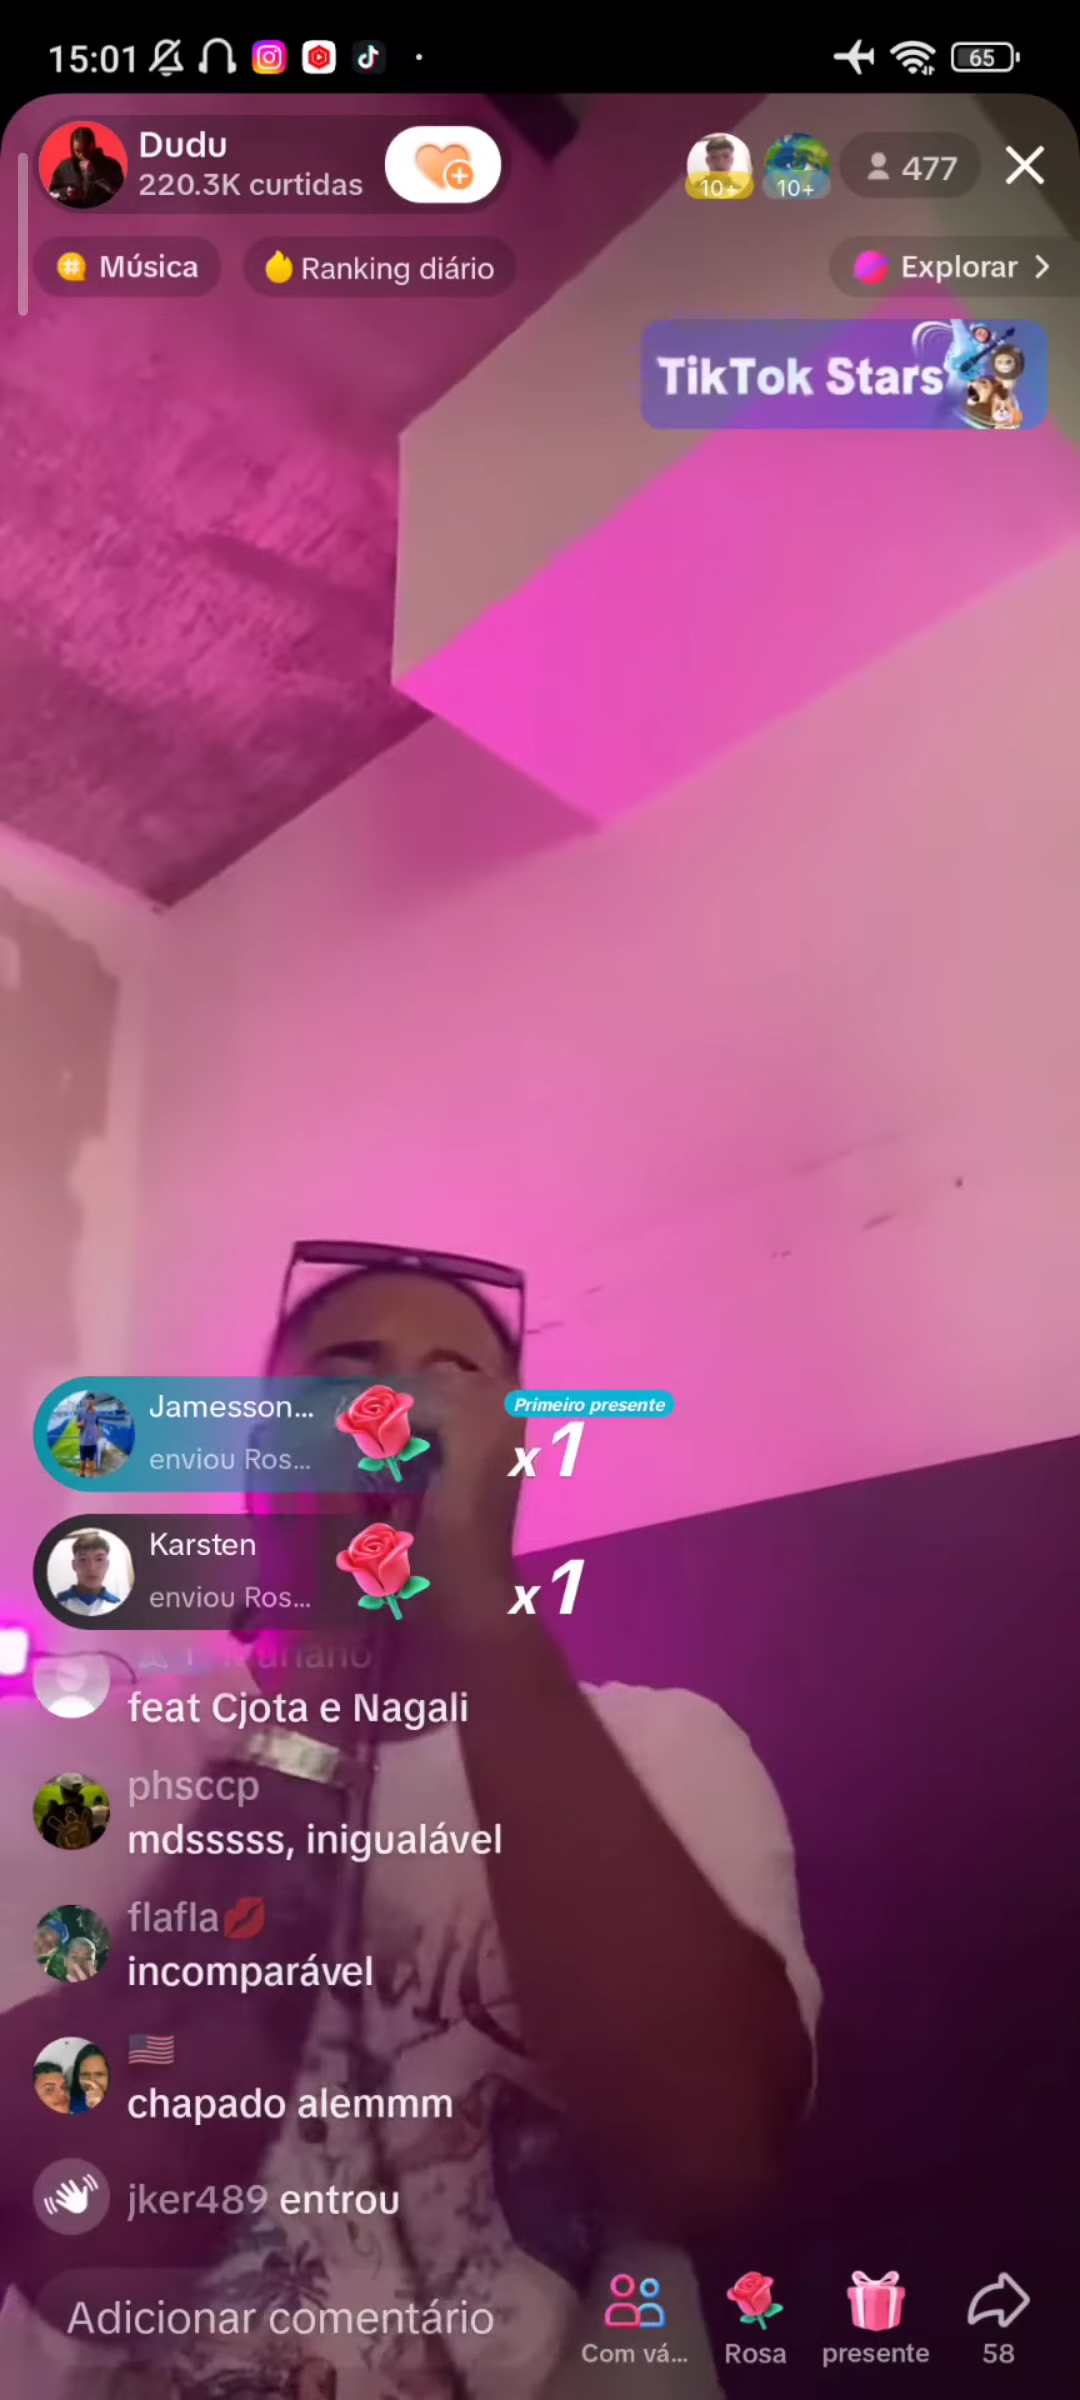 15:01
65
Dudu
220.3K curtidas
10+
10+
477
Música
Ranking diário
Explorar
TikTok Stars
Jamesson...
enviou Ros...
Primeiro presente
x1
Karsten
enviou Ros...
x1
feat Cjota e Nagali
phsccp
mdsssss, inigualável
flafla💋
incomparável
🇺🇸
chapado alemmm
jker489 entrou
Adicionar comentário
Com vá...
Rosa
presente
58